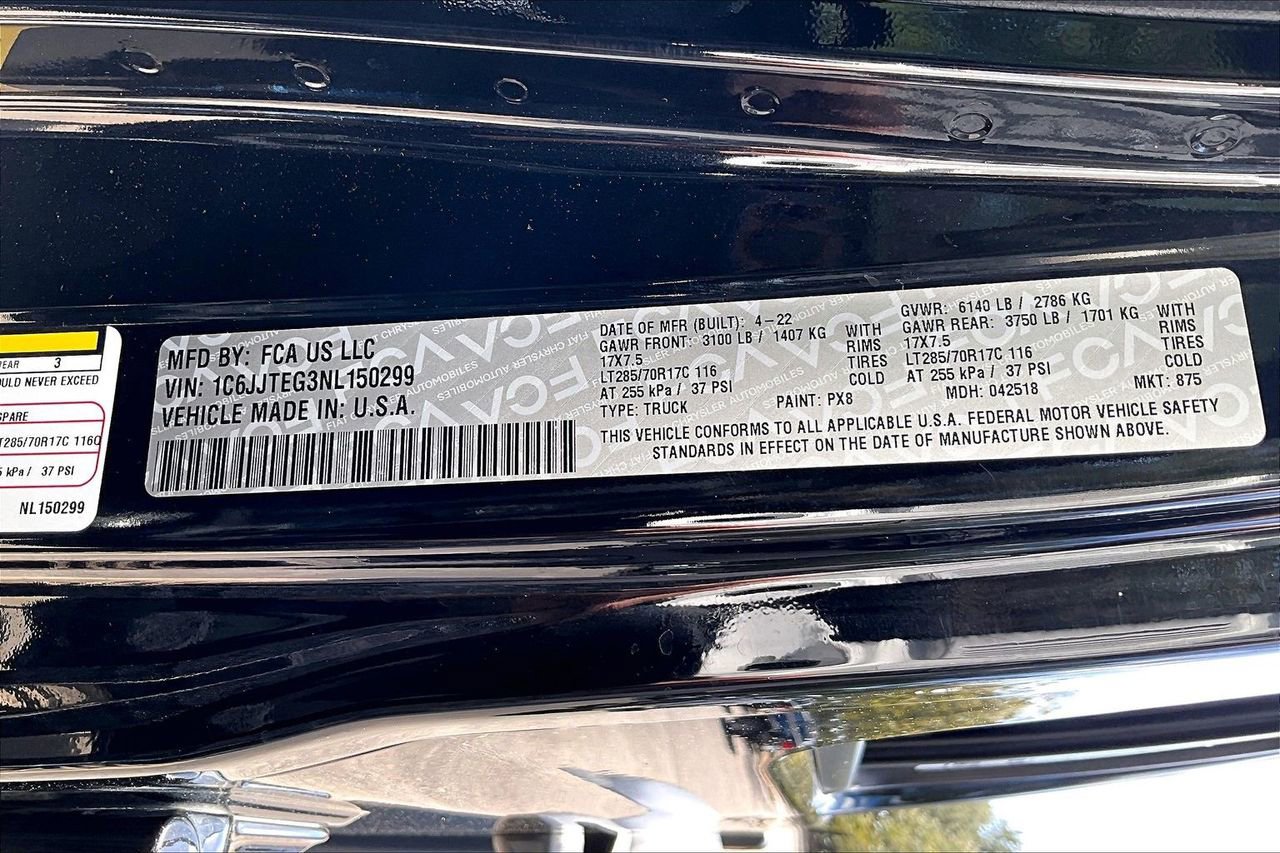 EAR 3
OULD NEVER EXCEED
SPARE
T285/70R17C 116Q
5 kPa / 37 PSI
NL150299
MFD BY: FCA US LLC
VIN: 1C6JJTEG3NL150299
VEHICLE MADE IN: U.S.A.
DATE OF MFR (BUILT): 4-22
GAWR FRONT: 3100 LB / 1407 KG WITH
17X7.5 RIMS
LT285/70R17C 116 TIRES
AT 255 kPa / 37 PSI COLD
TYPE: TRUCK PAINT: PX8
GVWR: 6140 LB / 2786 KG
GAWR REAR: 3750 LB / 1701 KG WITH
17X7.5 RIMS
LT285/70R17C 116 TIRES
AT 255 kPa / 37 PSI COLD
MDH: 042518 MKT: 875
THIS VEHICLE CONFORMS TO ALL APPLICABLE U.S.A. FEDERAL MOTOR VEHICLE SAFETY
STANDARDS IN EFFECT ON THE DATE OF MANUFACTURE SHOWN ABOVE.